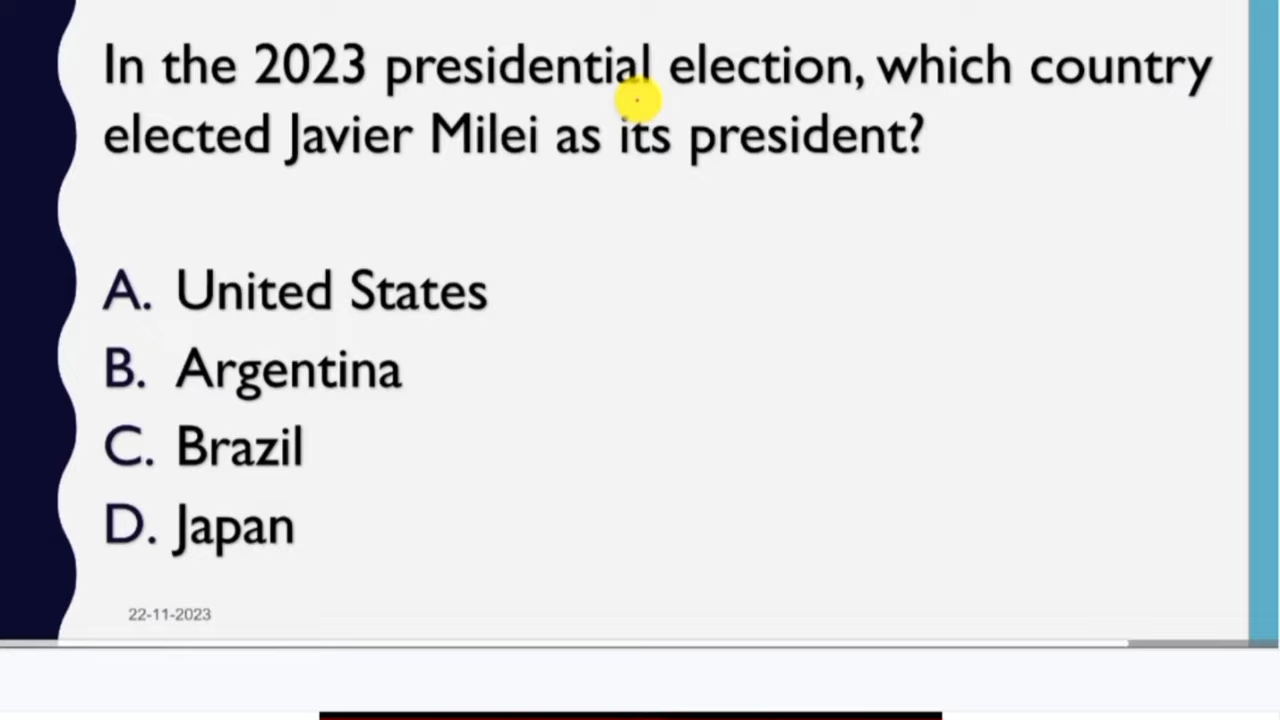 In the 2023 presidential election, which country
elected Javier Milei as its president?
A. United States
B. Argentina
C. Brazil
D. Japan
22-11-2023